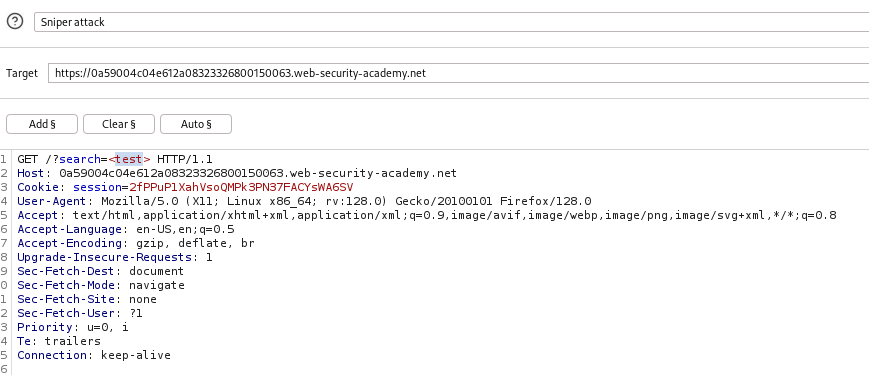 Sniper attack
Target https://0a59004c04e612a08323326800150063.web-security-academy.net
Add § Clear § Auto §
1 GET /?search=<test> HTTP/1.1
2 Host: 0a59004c04e612a08323326800150063.web-security-academy.net
3 Cookie: session=2fPPuPlXahVsoQMPk3PN37FACYsWA6SV
4 User-Agent: Mozilla/5.0 (X11; Linux x86_64; rv:128.0) Gecko/20100101 Firefox/128.0
5 Accept: text/html,application/xhtml+xml,application/xml;q=0.9,image/avif,image/webp,image/png,image/svg+xml,*/*;q=0.8
6 Accept-Language: en-US,en;q=0.5
7 Accept-Encoding: gzip, deflate, br
8 Upgrade-Insecure-Requests: 1
9 Sec-Fetch-Dest: document
0 Sec-Fetch-Mode: navigate
1 Sec-Fetch-Site: none
2 Sec-Fetch-User: ?1
3 Priority: u=0, i
4 Te: trailers
5 Connection: keep-alive
6